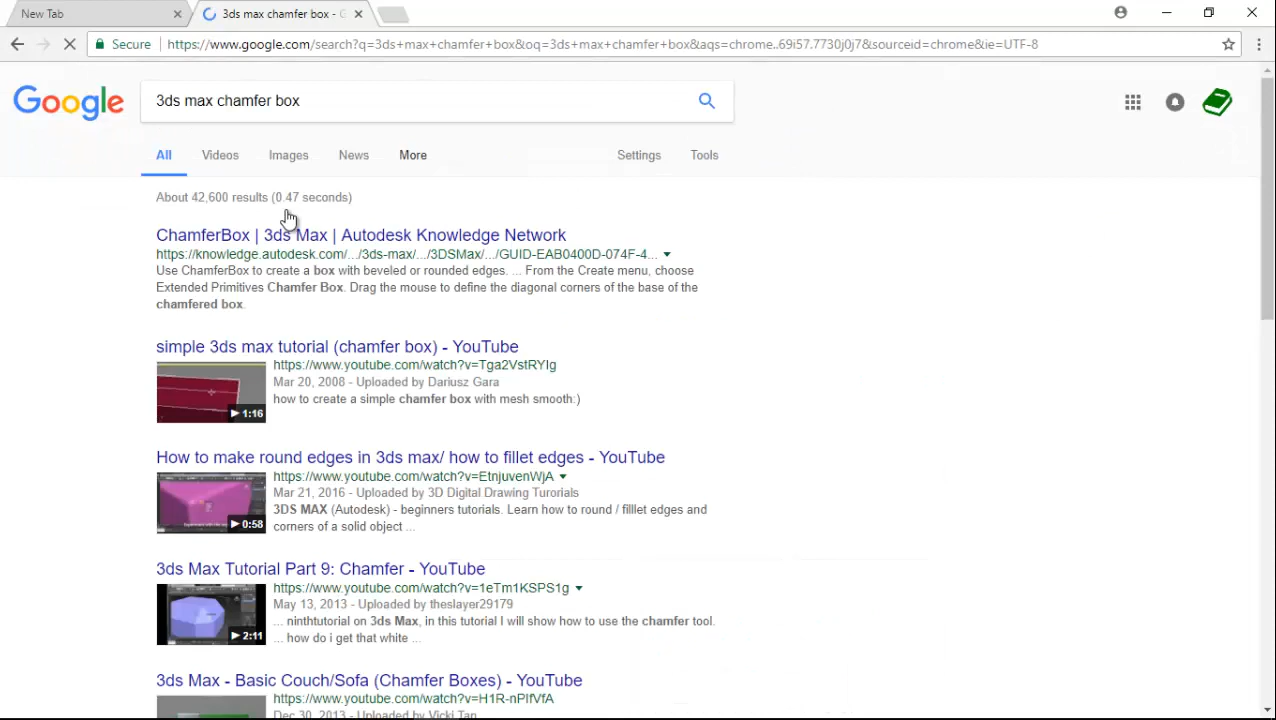 New Tab
3ds max chamfer box - G
Secure https://www.google.com/search?q=3ds+max+chamfer+box&oq=3ds+max+chamfer+box&aqs=chrome..69i57.7730j0j7&sourceid=chrome&ie=UTF-8
Google
3ds max chamfer box
All Videos Images News More Settings Tools
About 42,600 results (0.47 seconds)
ChamferBox | 3ds Max | Autodesk Knowledge Network
https://knowledge.autodesk.com/.../3ds-max/.../3DSMax/.../GUID-EAB0400D-074F-4...
Use ChamferBox to create a box with beveled or rounded edges. ... From the Create menu, choose
Extended Primitives Chamfer Box. Drag the mouse to define the diagonal corners of the base of the
chamfered box.
simple 3ds max tutorial (chamfer box) - YouTube
https://www.youtube.com/watch?v=Tga2VstRYIg
Mar 20, 2008 - Uploaded by Dariusz Gara
how to create a simple chamfer box with mesh smooth:)
1:16
How to make round edges in 3ds max/ how to fillet edges - YouTube
https://www.youtube.com/watch?v=EtnjuvenWjA
Mar 21, 2016 - Uploaded by 3D Digital Drawing Turorials
3DS MAX (Autodesk) - beginners tutorials. Learn how to round / filllet edges and
corners of a solid object ...
0:58
3ds Max Tutorial Part 9: Chamfer - YouTube
https://www.youtube.com/watch?v=1eTm1KSPS1g
May 13, 2013 - Uploaded by theslayer29179
... ninthtutorial on 3ds Max, in this tutorial I will show how to use the chamfer tool.
... how do i get that white ...
2:11
3ds Max - Basic Couch/Sofa (Chamfer Boxes) - YouTube
https://www.youtube.com/watch?v=H1R-nPlfVfA
Dec 30, 2013 - Uploaded by Vicki Tan